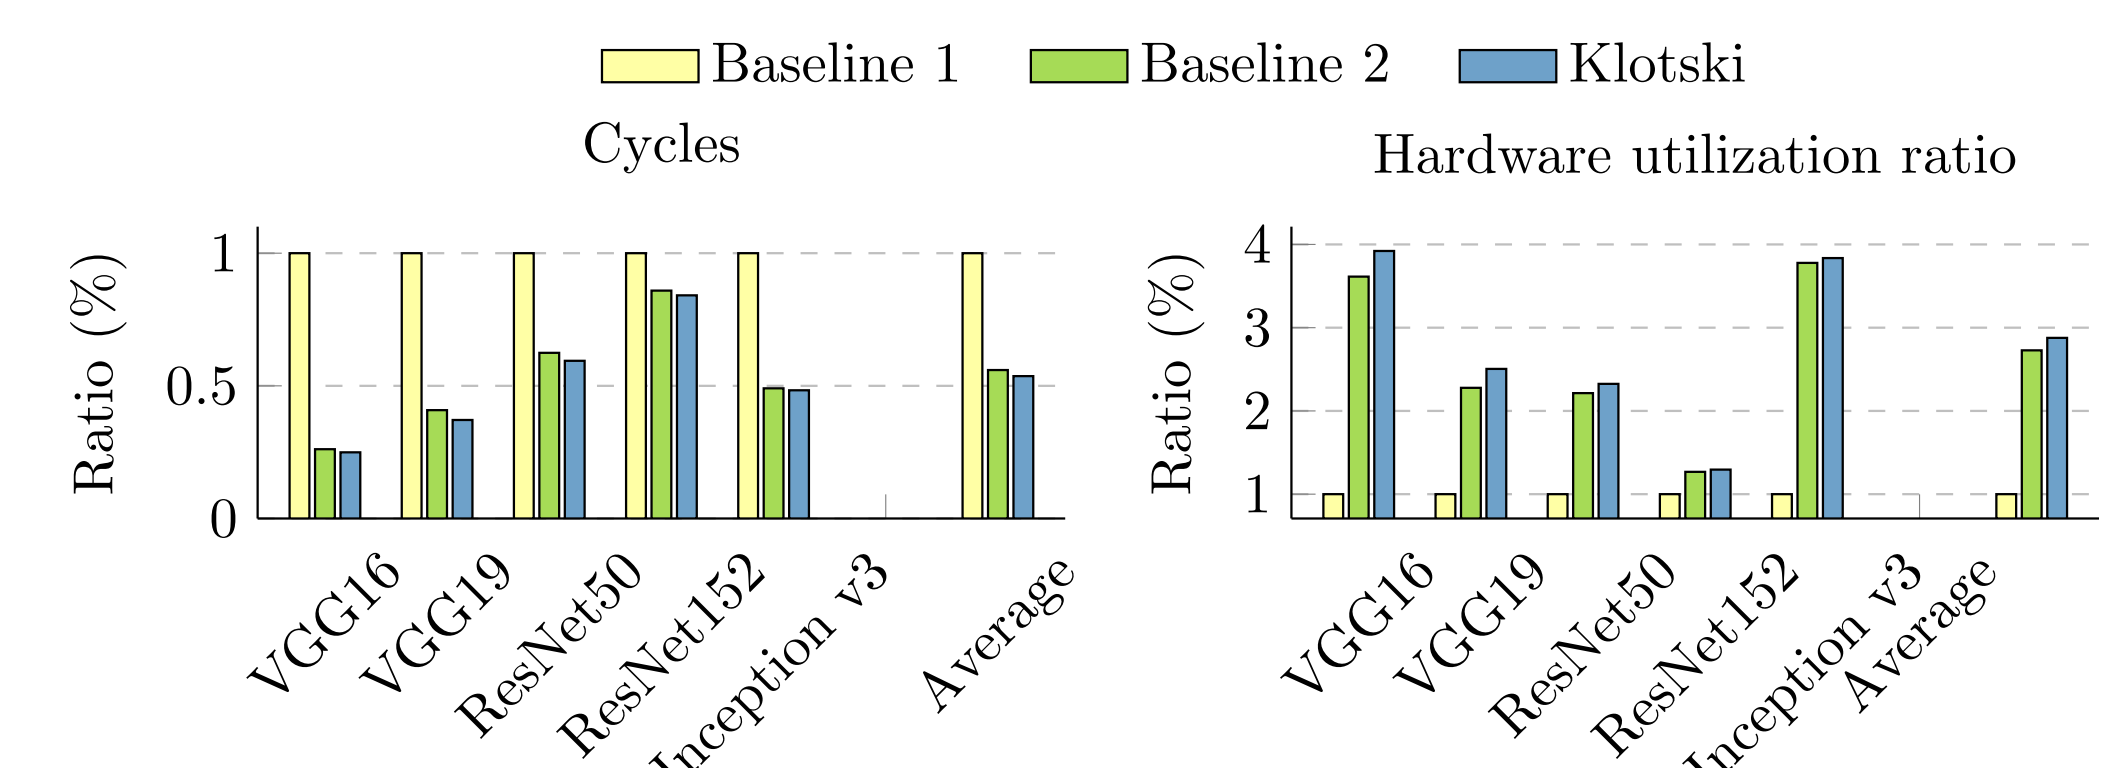 Baseline 1 Baseline 2 Klotski
Cycles
Ratio (%)
1
0.5
0
VGG16
VGG19
ResNet50
ResNet152
Inception v3
Average
Hardware utilization ratio
Ratio (%)
4
3
2
1
VGG16
VGG19
ResNet50
ResNet152
Inception v3
Average